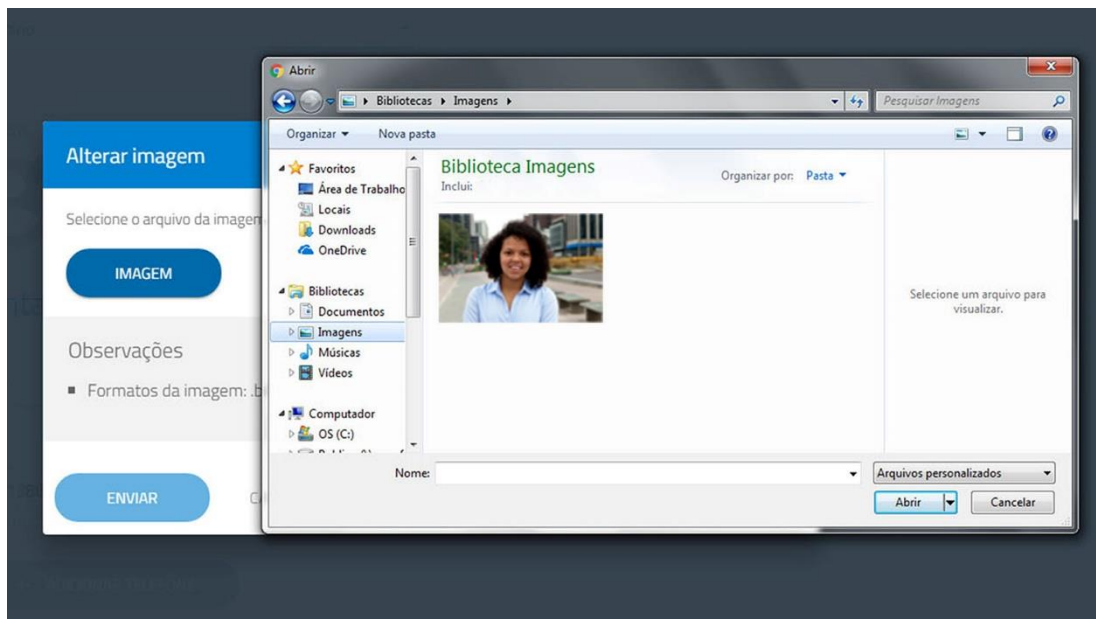 Abrir
Bibliotecas
Imagens
Pesquisar Imagens
Organizar
Nova pasta
Alterar imagem
Selecione o arquivo da imagem
IMAGEM
Observações
Formatos da imagem:
ENVIAR
Favoritos
Área de Trabalho
Locais
Downloads
OneDrive
Bibliotecas
Documentos
Imagens
Músicas
Vídeos
Computador
OS (C:)
Biblioteca Imagens
Inclui:
Organizar por: Pasta
Selecione um arquivo para
visualizar.
Nome:
Arquivos personalizados
Abrir
Cancelar